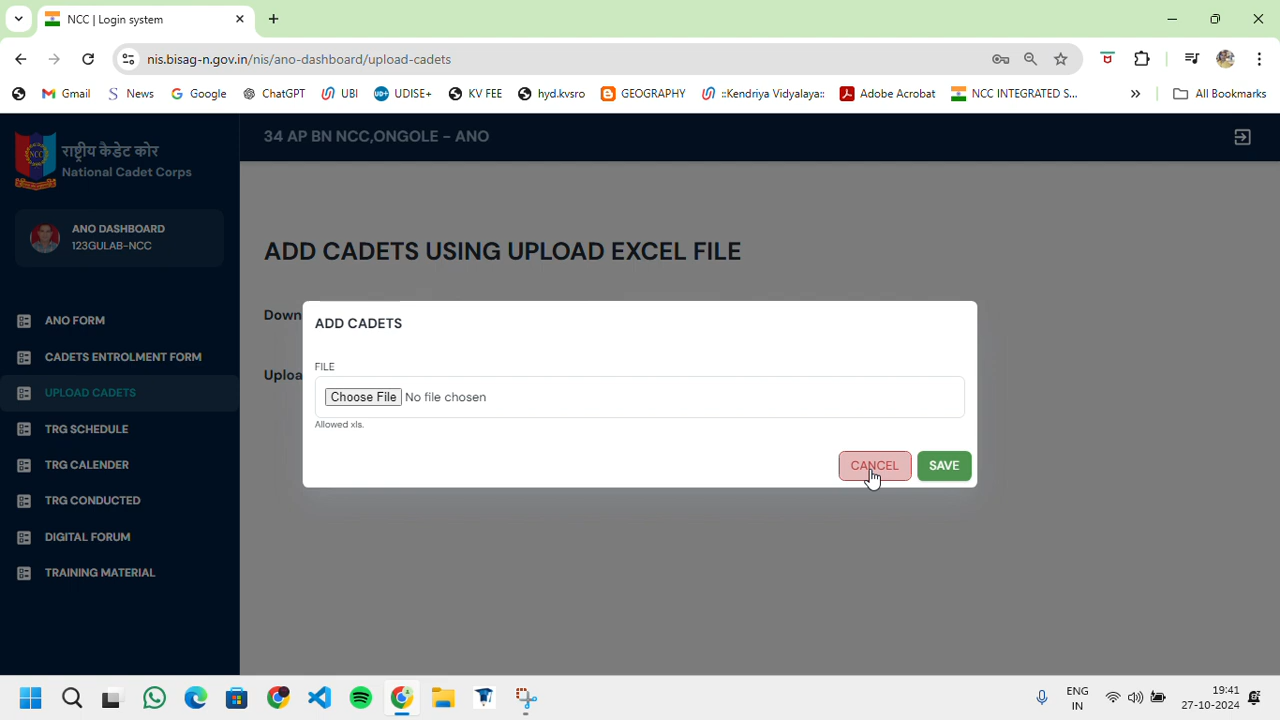 NCC | Login system
nis.bisag-n.gov.in/nis/ano-dashboard/upload-cadets
Gmail
News
Google
ChatGPT
UBI
UDISE+
KV FEE
hyd.kvsro
GEOGRAPHY
::Kendriya Vidyalaya::
Adobe Acrobat
NCC INTEGRATED S...
All Bookmarks
NCC
राष्ट्रीय कैडेट कोर
National Cadet Corps
34 AP BN NCC,ONGOLE - ANO
ANO DASHBOARD
123GULAB-NCC
ADD CADETS USING UPLOAD EXCEL FILE
Down
Uploa
ANO FORM
CADETS ENTROLMENT FORM
UPLOAD CADETS
TRG SCHEDULE
TRG CALENDER
TRG CONDUCTED
DIGITAL FORUM
TRAINING MATERIAL
ADD CADETS
FILE
Choose File No file chosen
Allowed xls.
CANCEL
SAVE
ENG
IN
19:41
27-10-2024